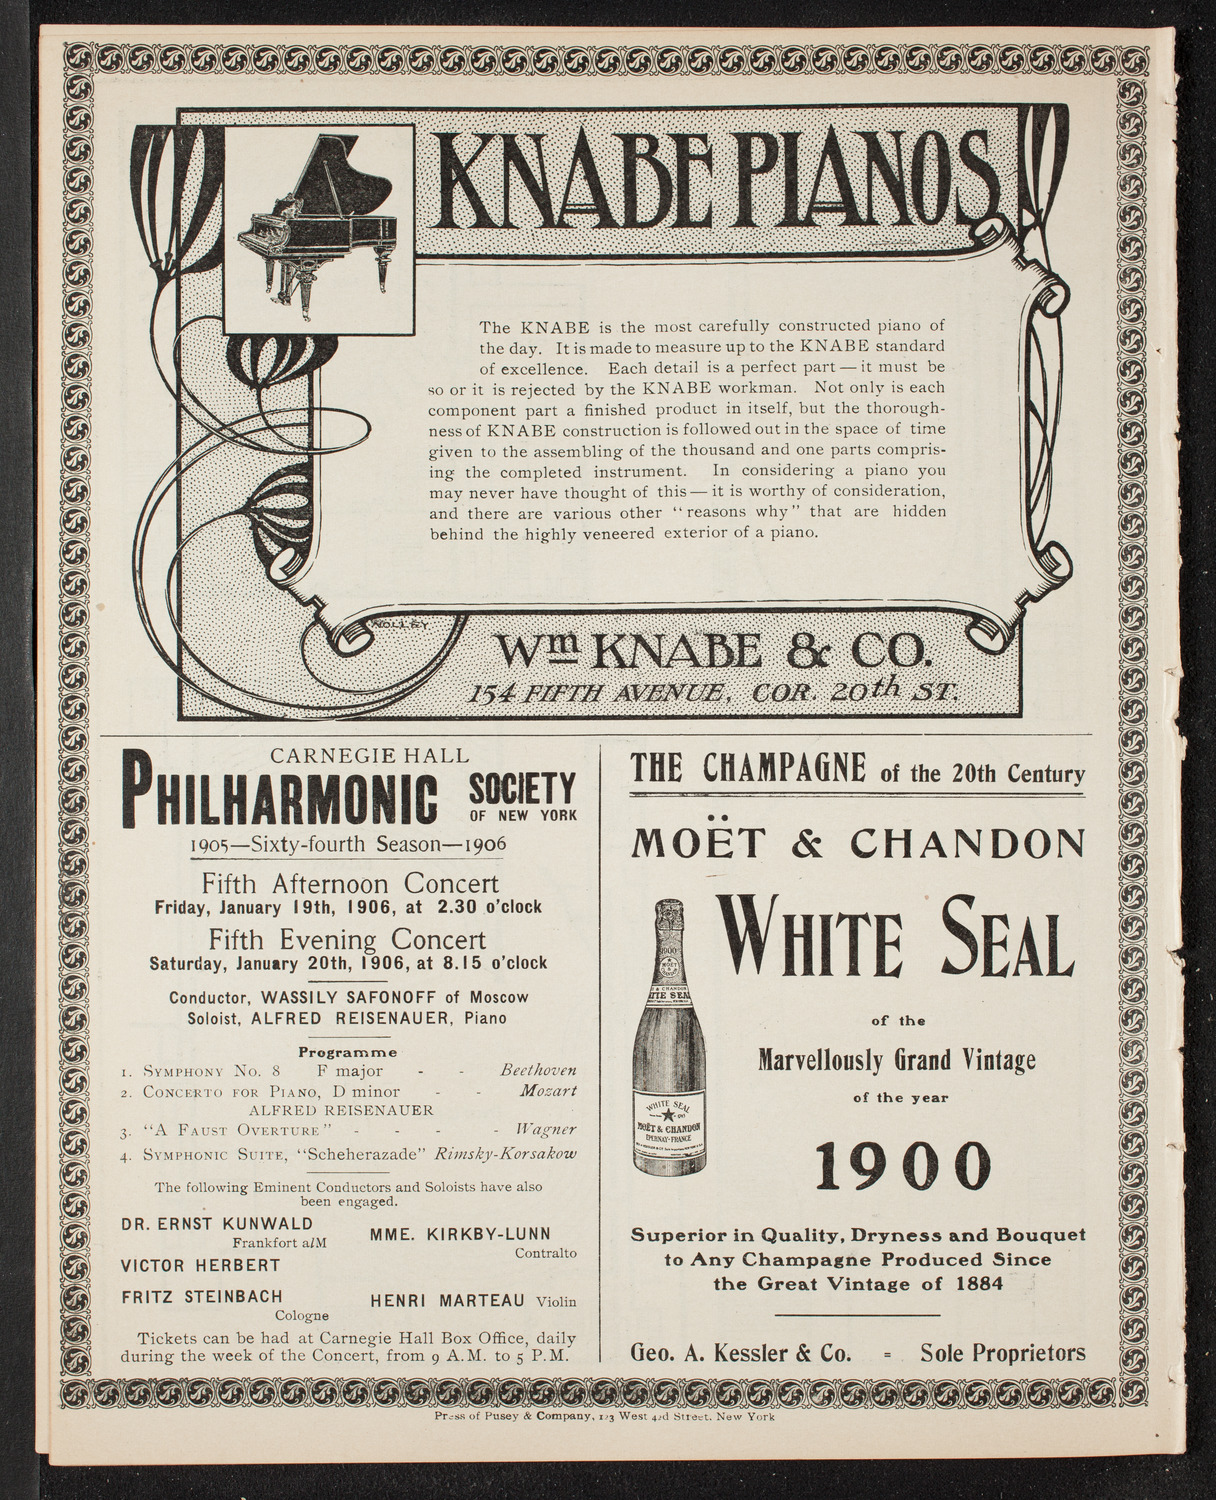 KNABE PIANOS
The KNABE is the most carefully constructed piano of
the day. It is made to measure up to the KNABE standard
of excellence. Each detail is a perfect part — it must be
so or it is rejected by the KNABE workman. Not only is each
component part a finished product in itself, but the thorough-
ness of KNABE construction is followed out in the space of time
given to the assembling of the thousand and one parts compris-
ing the completed instrument. In considering a piano you
may never have thought of this — it is worthy of consideration,
and there are various other "reasons why" that are hidden
behind the highly veneered exterior of a piano.
NOLLEY
Wm KNABE & CO.
154 FIFTH AVENUE, COR. 20th ST.
CARNEGIE HALL
PHILHARMONIC SOCIETY
OF NEW YORK
1905—Sixty-fourth Season—1906
Fifth Afternoon Concert
Friday, January 19th, 1906, at 2.30 o'clock
Fifth Evening Concert
Saturday, January 20th, 1906, at 8.15 o'clock
Conductor, WASSILY SAFONOFF of Moscow
Soloist, ALFRED REISENAUER, Piano
Programme
1. SYMPHONY NO. 8 F major - - Beethoven
2. CONCERTO FOR PIANO, D minor - - Mozart
ALFRED REISENAUER
3. "A FAUST OVERTURE" - - - - Wagner
4. SYMPHONIC SUITE, "Scheherazade" Rimsky-Korsakow
The following Eminent Conductors and Soloists have also
been engaged.
DR. ERNST KUNWALD
Frankfort a/M
VICTOR HERBERT
FRITZ STEINBACH
Cologne
MME. KIRKBY-LUNN
Contralto
HENRI MARTEAU Violin
Tickets can be had at Carnegie Hall Box Office, daily
during the week of the Concert, from 9 A.M. to 5 P.M.
THE CHAMPAGNE of the 20th Century
MOËT & CHANDON
WHITE SEAL
of the
Marvellously Grand Vintage
of the year
1900
1900
MOËT
& CHANDON
WHITE SEAL
MOËT & CHANDON
EPERNAY-FRANCE
Superior in Quality, Dryness and Bouquet
to Any Champagne Produced Since
the Great Vintage of 1884
Geo. A. Kessler & Co. = Sole Proprietors
Press of Pusey & Company, 123 West 42d Street, New York